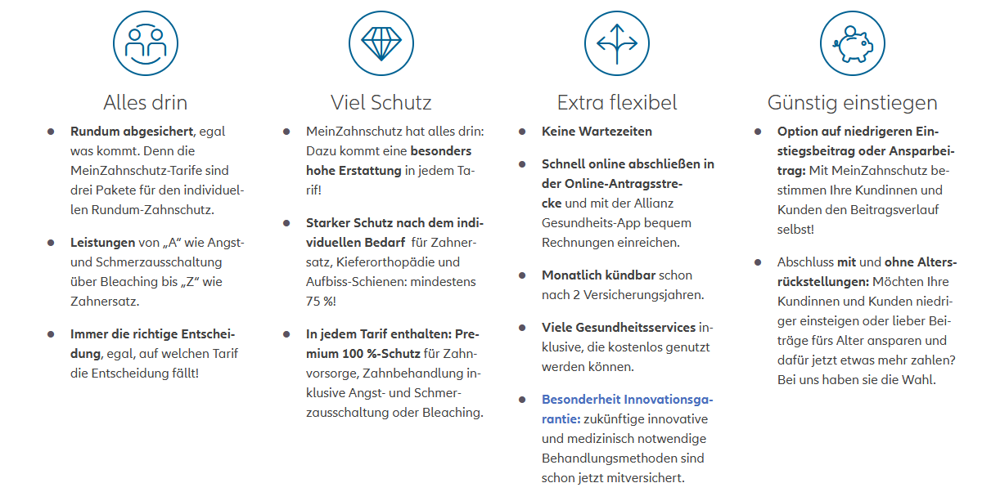 Alles drin
Rundum abgesichert, egal
was kommt. Denn die
MeinZahnschutz-Tarife sind
drei Pakete für den individuel-
len Rundum-Zahnschutz.
Leistungen von „A“ wie Angst-
und Schmerzausschaltung
über Bleaching bis „Z“ wie
Zahnersatz.
Immer die richtige Entschei-
dung, egal, auf welchen Tarif
die Entscheidung fällt!
Viel Schutz
MeinZahnschutz hat alles drin:
Dazu kommt eine besonders
hohe Erstattung in jedem Ta-
rif!
Starker Schutz nach dem indi-
viduellen Bedarf für Zahner-
satz, Kieferorthopädie und
Aufbiss-Schienen: mindestens
75 %!
In jedem Tarif enthalten: Pre-
mium 100 %-Schutz für Zahn-
vorsorge, Zahnbehandlung in-
klusive Angst- und Schmer-
zausschaltung oder Bleaching.
Extra flexibel
Keine Wartezeiten
Schnell online abschließen in
der Online-Antragsstre-
cke und mit der Allianz
Gesundheits-App bequem
Rechnungen einreichen.
Monatlich kündbar schon
nach 2 Versicherungsjahren.
Viele Gesundheitsservices in-
klusive, die kostenlos genutzt
werden können.
Besonderheit Innovationsga-
rantie: zukünftige innovative
und medizinisch notwendige
Behandlungsmethoden sind
schon jetzt mitversichert.
Günstig einstiegen
Option auf niedrigeren Ein-
stiegsbeitrag oder Ansparbei-
trag: Mit MeinZahnschutz be-
stimmen Ihre Kundinnen und
Kunden den Beitragsverlauf
selbst!
Abschluss mit und ohne Alters-
rückstellungen: Möchten Ihre
Kundinnen und Kunden niedri-
ger einsteigen oder lieber Bei-
träge fürs Alter ansparen und
dafür jetzt etwas mehr zahlen?
Bei uns haben sie die Wahl.